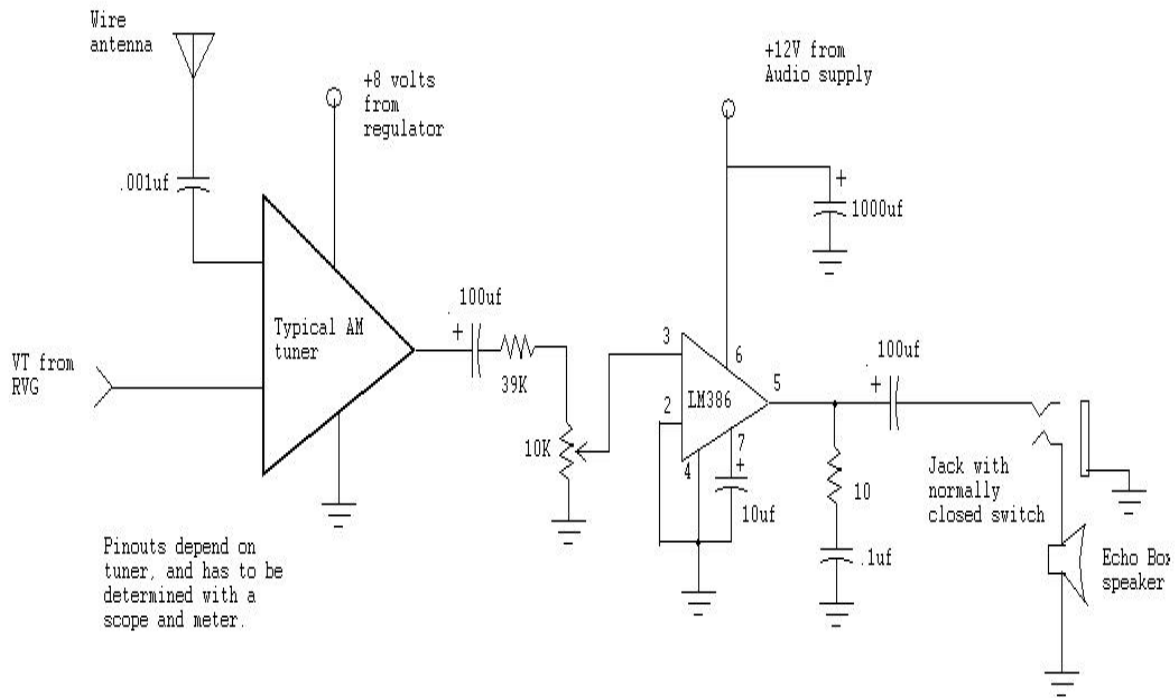 Wire
antenna
+8 volts
from
regulator
+12V from
Audio supply
.001uf
+
1000uf
Typical AM
tuner
100uf
+
39K
VT from
RVG
10K
3
6
2
LM386
5
7
4
+
10uf
100uf
+
10
.1uf
Jack with
normally
closed switch
Echo Box
speaker
Pinouts depend on
tuner, and has to be
determined with a
scope and meter.